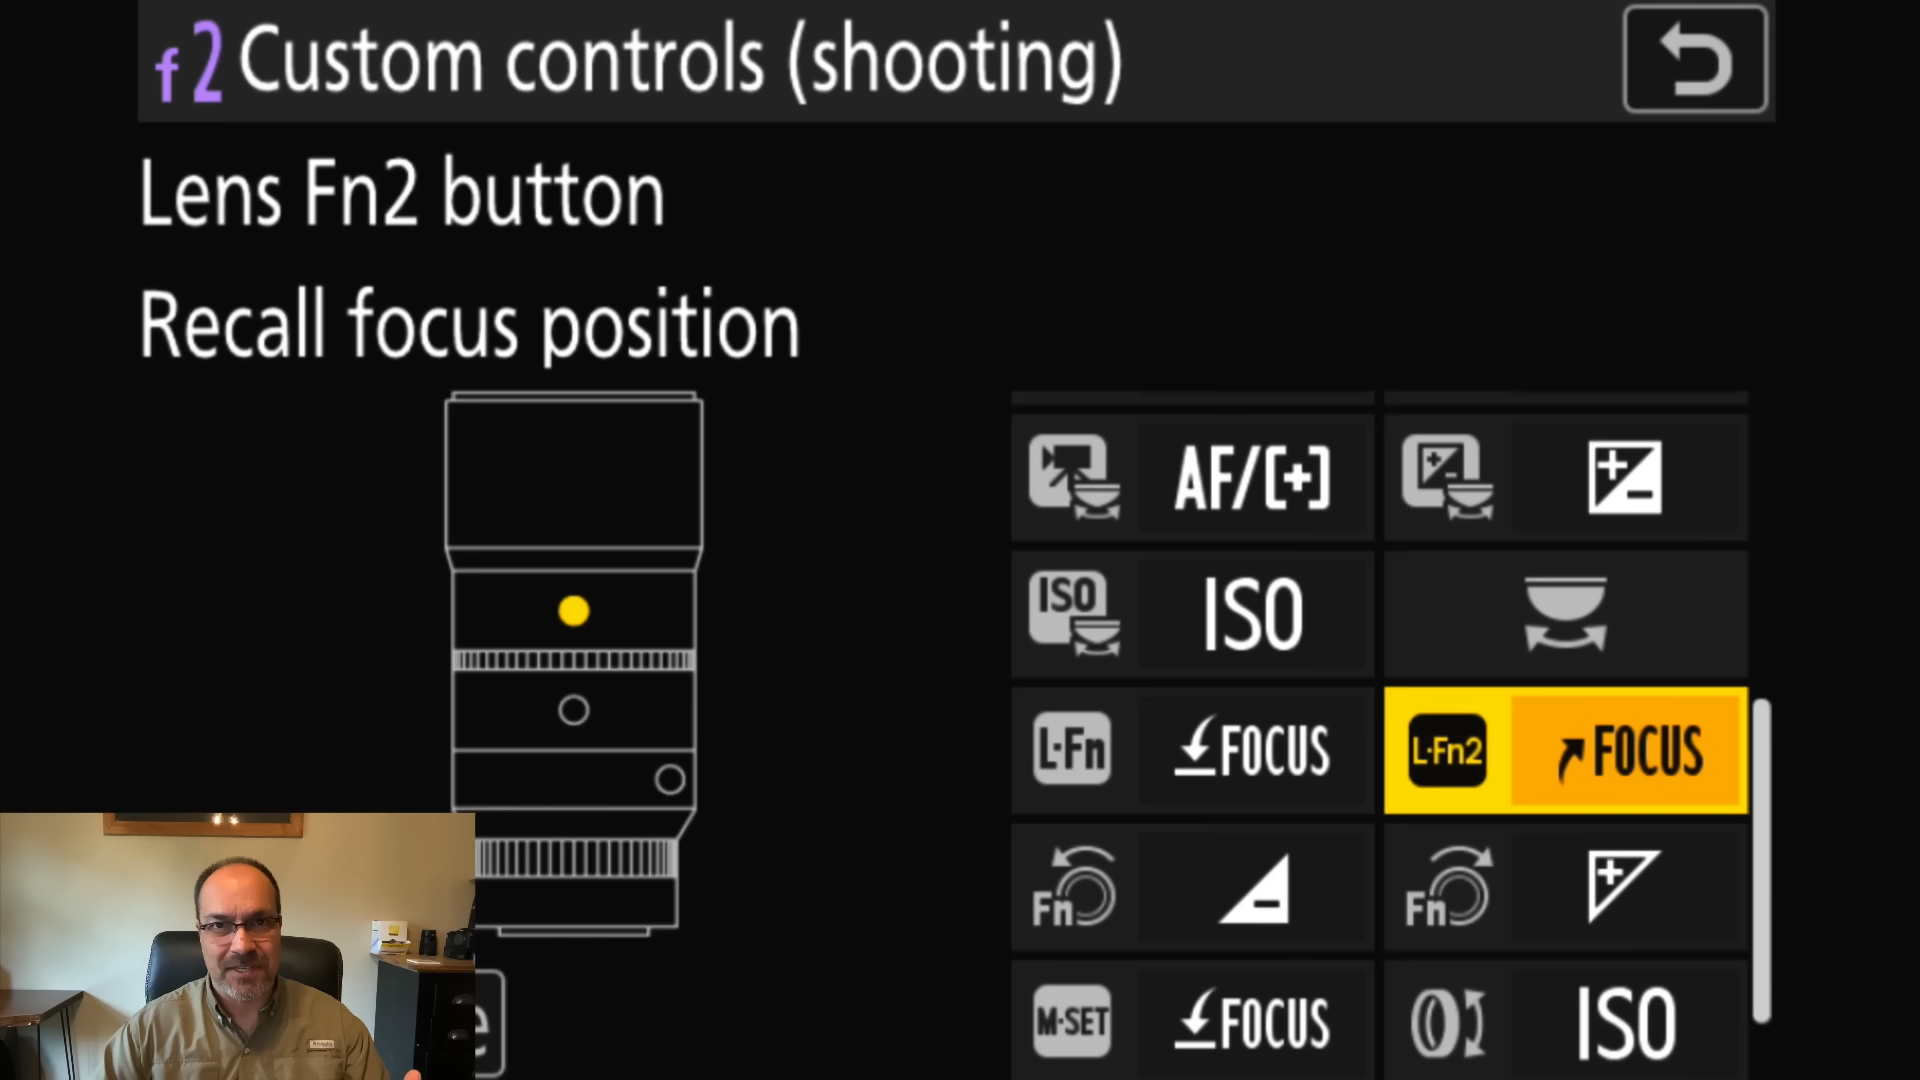 f2 Custom controls (shooting)
Lens Fn2 button
Recall focus position
AF/[+]
ISO ISO
L·Fn FOCUS
L·Fn2 FOCUS
Fn
Fn
M·SET FOCUS
ISO
e